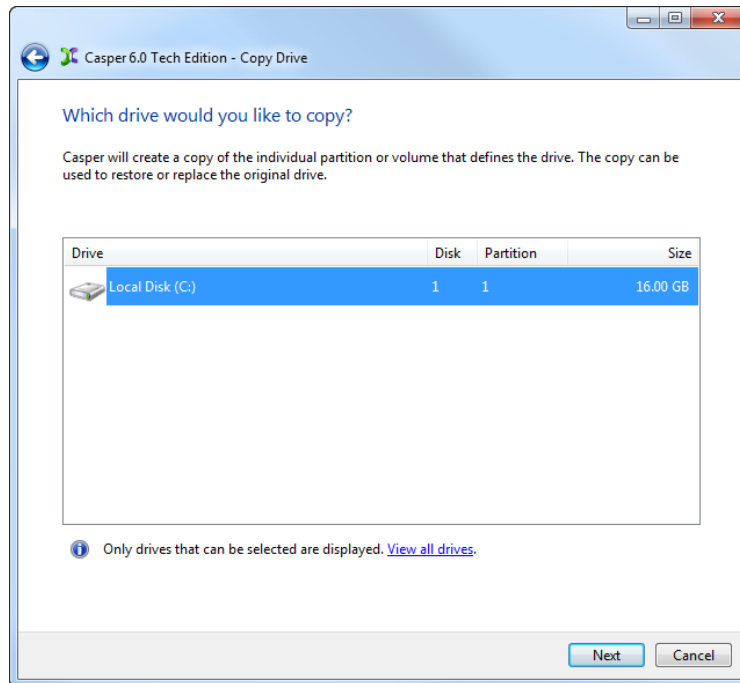 Casper 6.0 Tech Edition - Copy Drive
Which drive would you like to copy?
Casper will create a copy of the individual partition or volume that defines the drive. The copy can be
used to restore or replace the original drive.
Drive Disk Partition Size
Local Disk (C:) 1 1 16.00 GB
Only drives that can be selected are displayed. View all drives.
Next Cancel